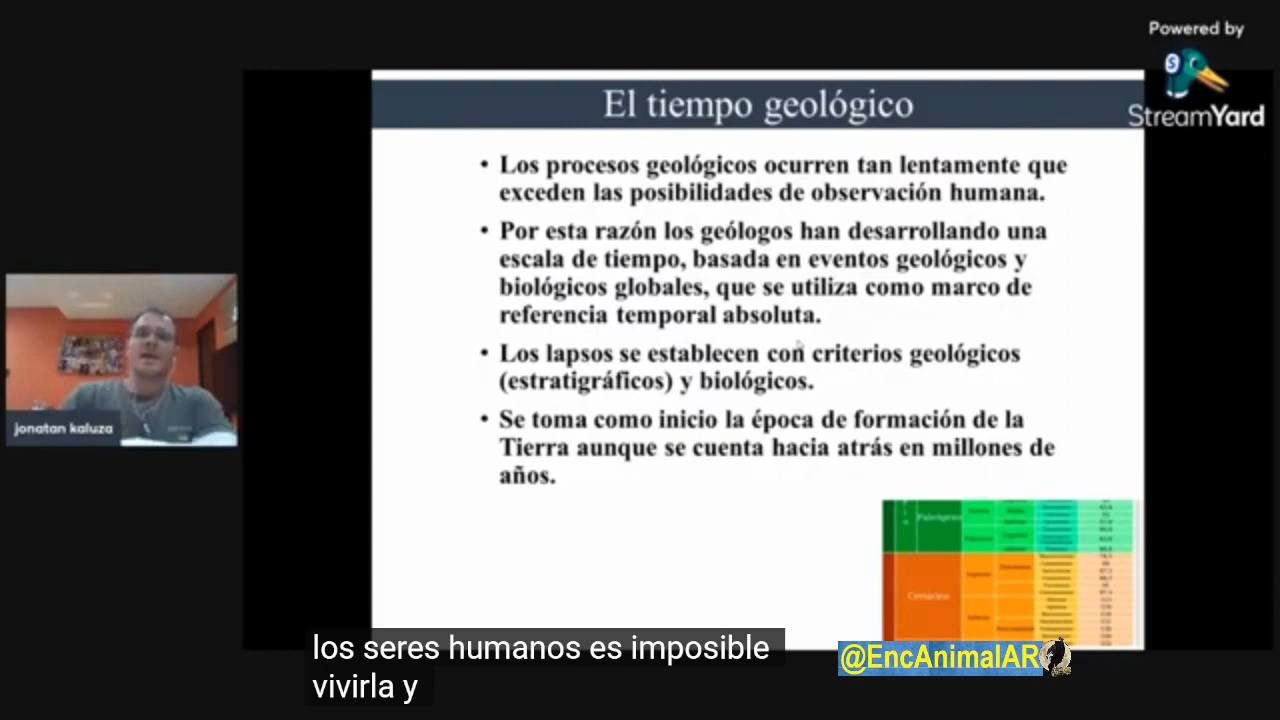 Powered by
StreamYard
El tiempo geológico
• Los procesos geológicos ocurren tan lentamente que
exceden las posibilidades de observación humana.
• Por esta razón los geólogos han desarrollando una
escala de tiempo, basada en eventos geológicos y
biológicos globales, que se utiliza como marco de
referencia temporal absoluta.
• Los lapsos se establecen con criterios geológicos
(estratigráficos) y biológicos.
• Se toma como inicio la época de formación de la
Tierra aunque se cuenta hacia atrás en millones de
años.
jonatan kaluza
Cretácico
los seres humanos es imposible
vivirla y
@EncAnimalAR